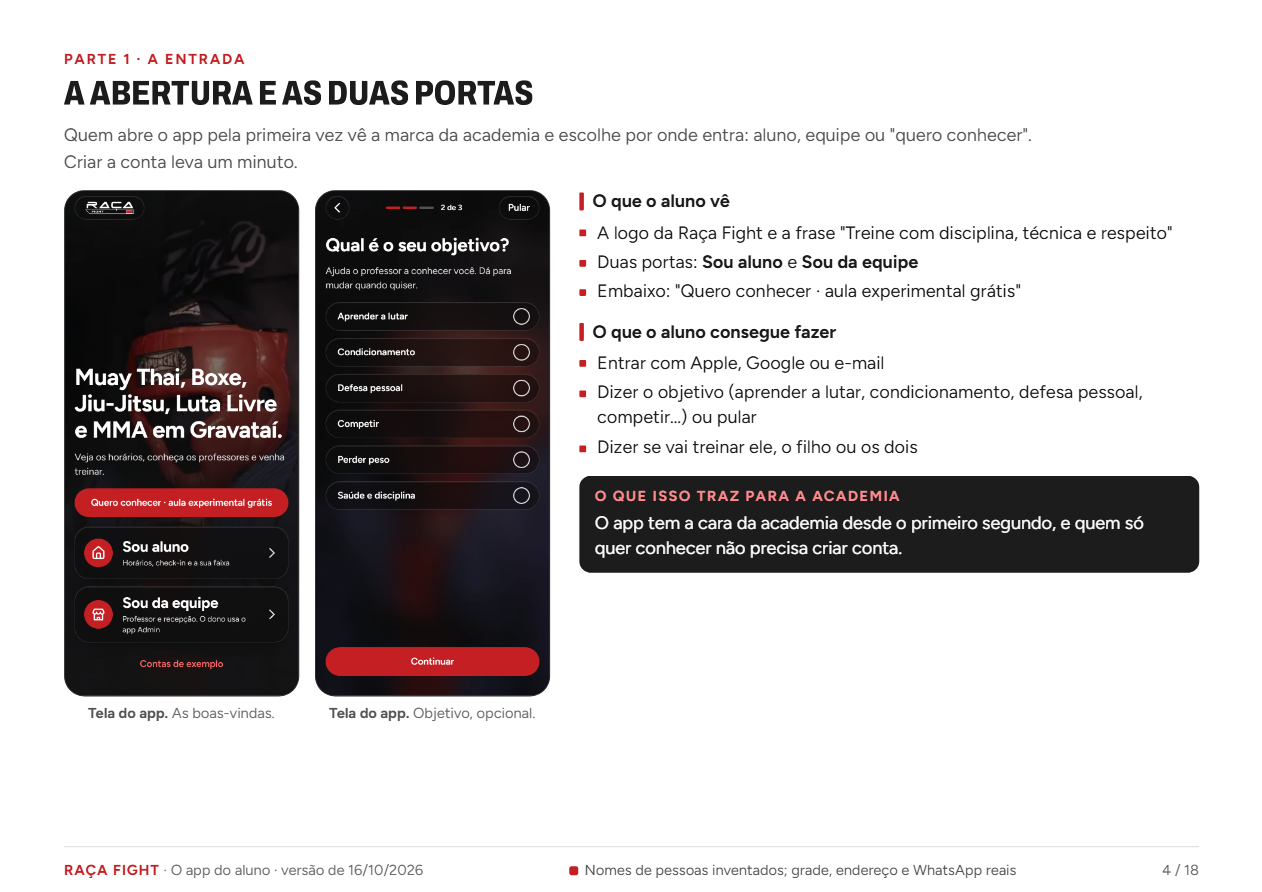 PARTE 1 · A ENTRADA
A ABERTURA E AS DUAS PORTAS
Quem abre o app pela primeira vez vê a marca da academia e escolhe por onde entra: aluno, equipe ou "quero conhecer".
Criar a conta leva um minuto.
RAÇA
FIGHT
PUNCH
Muay Thai, Boxe,
Jiu-Jitsu, Luta Livre
e MMA em Gravataí.
Veja os horários, conheça os professores e venha
treinar.
Quero conhecer · aula experimental grátis
Sou aluno
Horários, check-in e a sua faixa
Sou da equipe
Professor e recepção. O dono usa o
app Admin
Contas de exemplo
Tela do app. As boas-vindas.
2 de 3
Pular
Qual é o seu objetivo?
Ajuda o professor a conhecer você. Dá para
mudar quando quiser.
Aprender a lutar
Condicionamento
Defesa pessoal
Competir
Perder peso
Saúde e disciplina
Continuar
Tela do app. Objetivo, opcional.
O que o aluno vê
A logo da Raça Fight e a frase "Treine com disciplina, técnica e respeito"
Duas portas: Sou aluno e Sou da equipe
Embaixo: "Quero conhecer · aula experimental grátis"
O que o aluno consegue fazer
Entrar com Apple, Google ou e-mail
Dizer o objetivo (aprender a lutar, condicionamento, defesa pessoal,
competir…) ou pular
Dizer se vai treinar ele, o filho ou os dois
O QUE ISSO TRAZ PARA A ACADEMIA
O app tem a cara da academia desde o primeiro segundo, e quem só
quer conhecer não precisa criar conta.
RAÇA FIGHT · O app do aluno · versão de 16/10/2026
Nomes de pessoas inventados; grade, endereço e WhatsApp reais
4 / 18